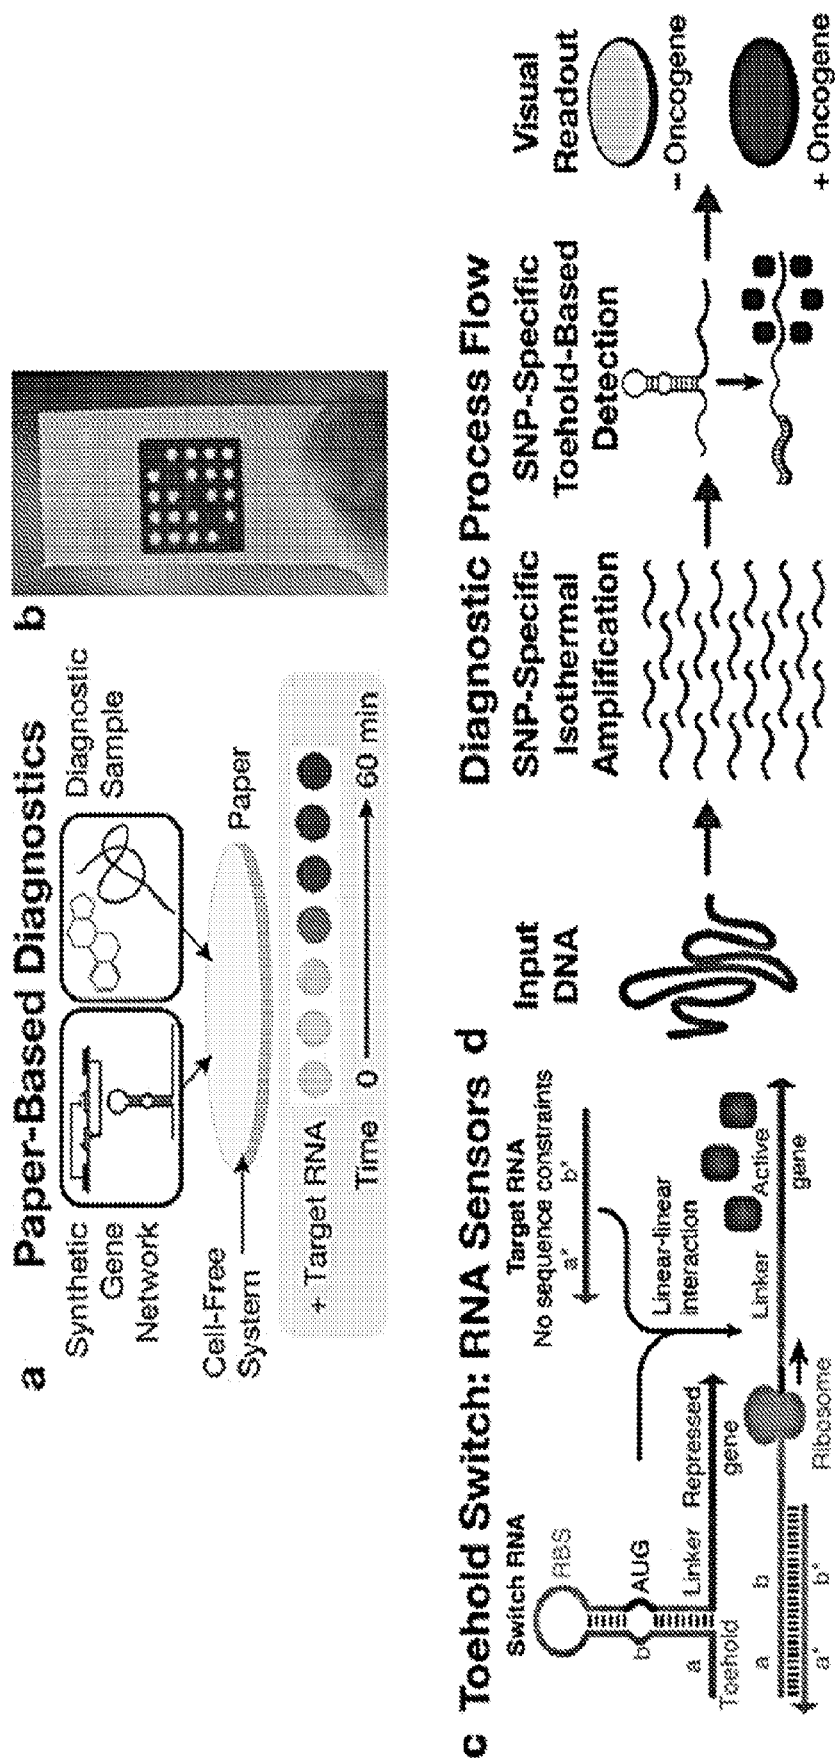 a Paper-Based Diagnostics
Synthetic
Gene
Network
Diagnostic
Sample
Cell-Free
System
Paper
+ Target RNA
Time 0 60 min
b
c Toehold Switch: RNA Sensors
Switch RNA
RBS
AUG
b
a
Linker
Repressed
gene
Toehold
Target RNA
No sequence constraints
a* b*
Linear-linear
interaction
a b
Linker
Active
gene
a* b*
Ribosome
d
Diagnostic Process Flow
Input
DNA
SNP-Specific
Isothermal
Amplification
SNP-Specific
Toehold-Based
Detection
Visual
Readout
– Oncogene
+ Oncogene